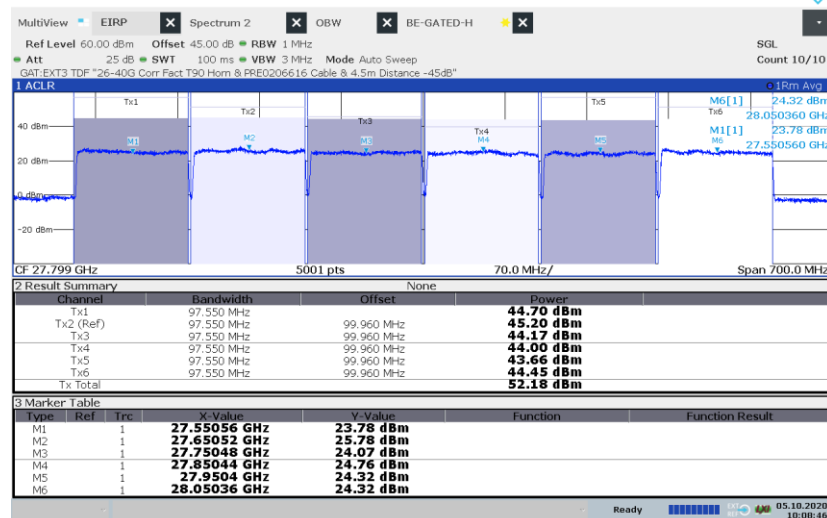 MultiView EIRP X Spectrum 2 X OBW X BE-GATED-H X
Ref Level 60.00 dBm Offset 45.00 dB RBW 1 MHz SGL
Att 25 dB SWT 100 ms VBW 3 MHz Mode Auto Sweep Count 10/10
GAT:EXT3 TDF "26-40G Corr Fact T90 Horn & PRE0206616 Cable & 4.5m Distance -45dB"
1 ACLR 1Rm Avg
Tx1 Tx2 Tx3 Tx4 Tx5 Tx6
M6[1] 24.32 dBm
28.050360 GHz
M1[1] 23.78 dBm
27.550560 GHz
40 dBm
M1 M2 M3 M4 M5 M6
20 dBm
0 dBm
-20 dBm
CF 27.799 GHz 5001 pts 70.0 MHz/ Span 700.0 MHz
2 Result Summary None
Channel Bandwidth Offset Power
Tx1 97.550 MHz 44.70 dBm
Tx2 (Ref) 97.550 MHz 99.960 MHz 45.20 dBm
Tx3 97.550 MHz 99.960 MHz 44.17 dBm
Tx4 97.550 MHz 99.960 MHz 44.00 dBm
Tx5 97.550 MHz 99.960 MHz 43.66 dBm
Tx6 97.550 MHz 99.960 MHz 44.45 dBm
Tx Total 52.18 dBm
3 Marker Table
Type Ref Trc X-Value Y-Value Function Function Result
M1 1 27.55056 GHz 23.78 dBm
M2 1 27.65052 GHz 25.78 dBm
M3 1 27.75048 GHz 24.07 dBm
M4 1 27.85044 GHz 24.76 dBm
M5 1 27.9504 GHz 24.32 dBm
M6 1 28.05036 GHz 24.32 dBm
Ready EXT REF LXI 05.10.2020
10:08:46